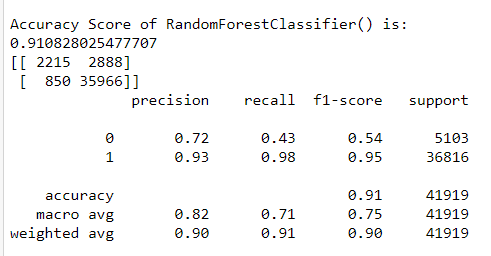 Accuracy Score of RandomForestClassifier() is:
0.910828025477707
[[ 2215  2888]
 [  850 35966]]
              precision    recall  f1-score   support

           0       0.72      0.43      0.54      5103
           1       0.93      0.98      0.95     36816

    accuracy                           0.91     41919
   macro avg       0.82      0.71      0.75     41919
weighted avg       0.90      0.91      0.90     41919